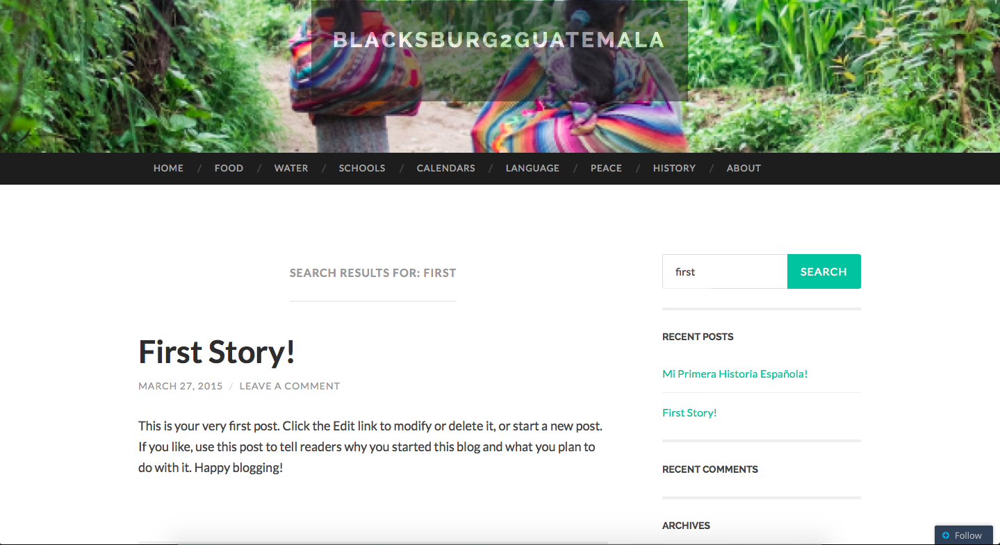 BLACKSBURG2GUATEMALA
HOME / FOOD / WATER / SCHOOLS / CALENDARS / LANGUAGE / PEACE / HISTORY / ABOUT
SEARCH RESULTS FOR: FIRST
First Story!
MARCH 27, 2015 / LEAVE A COMMENT
This is your very first post. Click the Edit link to modify or delete it, or start a new post.
If you like, use this post to tell readers why you started this blog and what you plan to
do with it. Happy blogging!
first SEARCH
RECENT POSTS
Mi Primera Historia Española!
First Story!
RECENT COMMENTS
ARCHIVES
Follow